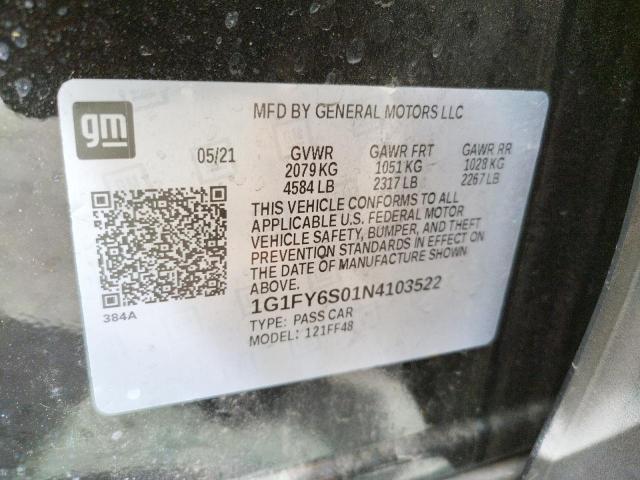 gm
MFD BY GENERAL MOTORS LLC
05/21 GVWR GAWR FRT GAWR RR
2079 KG 1051 KG 1028 KG
4584 LB 2317 LB 2267 LB
THIS VEHICLE CONFORMS TO ALL
APPLICABLE U.S. FEDERAL MOTOR
VEHICLE SAFETY, BUMPER, AND THEFT
PREVENTION STANDARDS IN EFFECT ON
THE DATE OF MANUFACTURE SHOWN
ABOVE.
1G1FY6S01N4103522
384A
TYPE: PASS CAR
MODEL: 121FF48